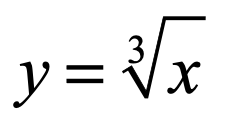 y = ∛x